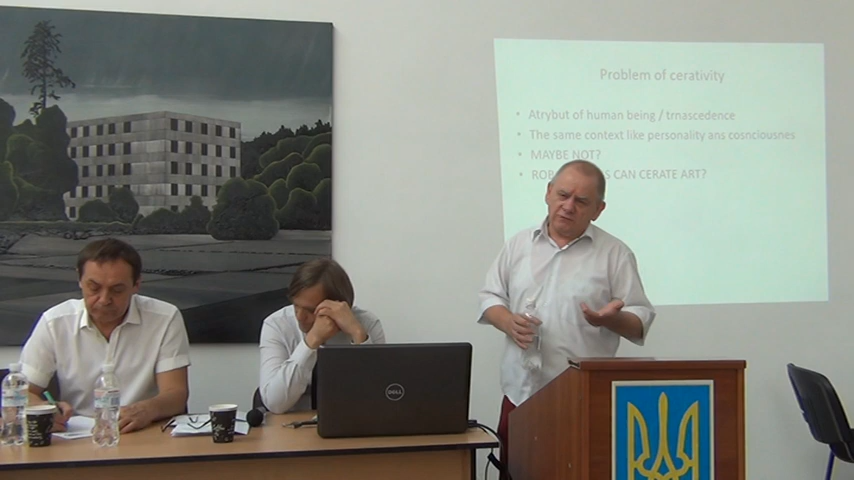 Problem of cerativity
• Atrybut of human being / trnascedence
• The same context like personality ans cosnciousnes
• MAYBE NOT?
• ROB S CAN CERATE ART?
DELL